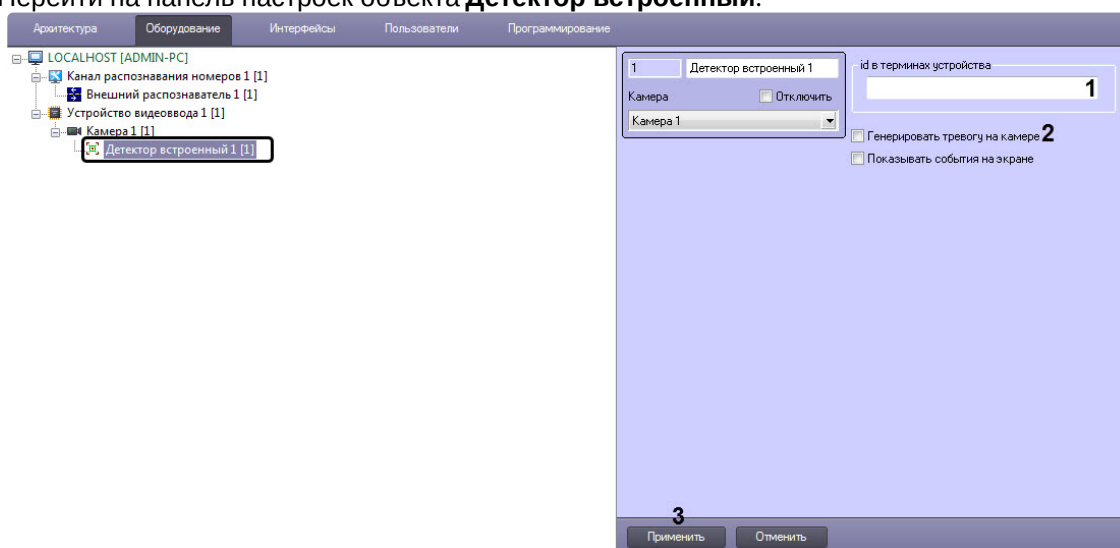 Перейти на панель настроек объекта Детектор встроенный.
Архитектура Оборудование Интерфейсы Пользователи Программирование
LOCALHOST [ADMIN-PC]
Канал распознавания номеров 1 [1]
Внешний распознаватель 1 [1]
Устройство видеоввода 1 [1]
Камера 1 [1]
Детектор встроенный 1 [1]
1 Детектор встроенный 1
Камера Отключить
Камера 1
id в терминах устройства
1
Генерировать тревогу на камере 2
Показывать события на экране
3
Применить Отменить